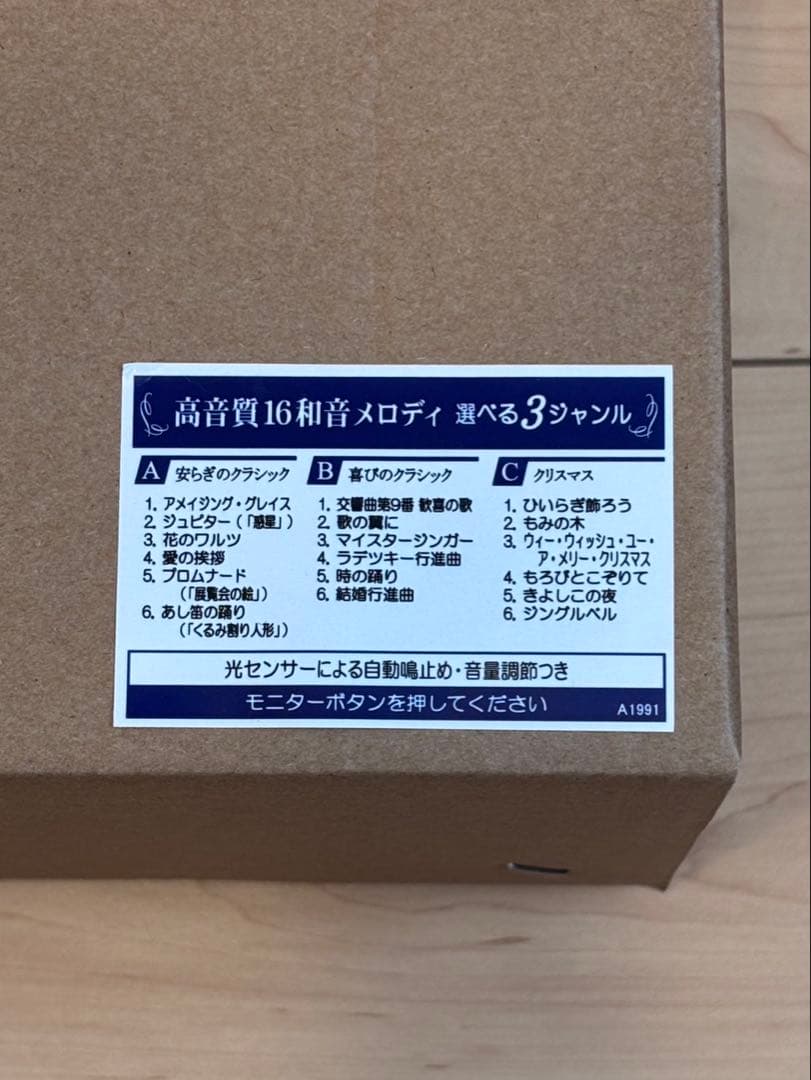 高音質16和音メロディ 選べる3ジャンル
A 安らぎのクラシック
1. アメイジング・グレイス
2. ジュピター(「惑星」)
3. 花のワルツ
4. 愛の挨拶
5. プロムナード
(「展覧会の絵」)
6. あし笛の踊り
(「くるみ割り人形」)
B 喜びのクラシック
1. 交響曲第9番 歓喜の歌
2. 歌の翼に
3. マイスタージンガー
4. ラデツキー行進曲
5. 時の踊り
6. 結婚行進曲
C クリスマス
1. ひいらぎ飾ろう
2. もみの木
3. ウィー・ウィッシュ・ユー・
ア・メリー・クリスマス
4. もろびとこぞりて
5. きよしこの夜
6. ジングルベル
光センサーによる自動鳴止め・音量調節つき
モニターボタンを押してください
A1991